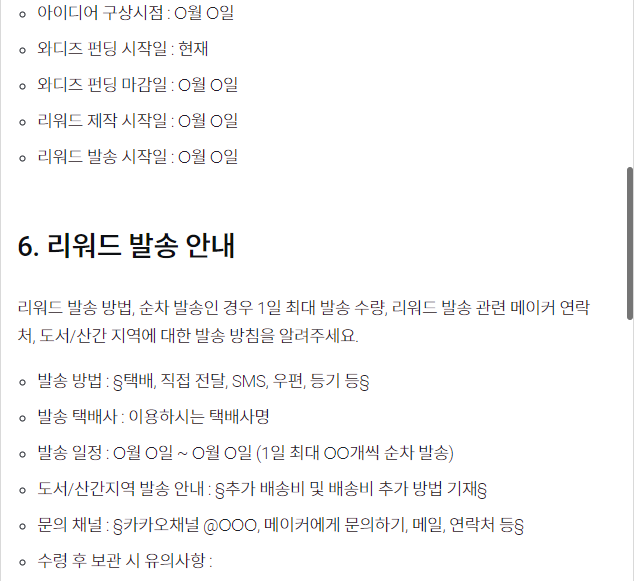 아이디어 구상시점 : O월 O일
와디즈 펀딩 시작일 : 현재
와디즈 펀딩 마감일 : O월 O일
리워드 제작 시작일 : O월 O일
리워드 발송 시작일 : O월 O일
6. 리워드 발송 안내
리워드 발송 방법, 순차 발송인 경우 1일 최대 발송 수량, 리워드 발송 관련 메이커 연락
처, 도서/산간 지역에 대한 발송 방침을 알려주세요.
발송 방법 : §택배, 직접 전달, SMS, 우편, 등기 등§
발송 택배사 : 이용하시는 택배사명
발송 일정 : O월 O일 ~ O월 O일 (1일 최대 OO개씩 순차 발송)
도서/산간지역 발송 안내 : §추가 배송비 및 배송비 추가 방법 기재§
문의 채널 : §카카오채널 @OOO, 메이커에게 문의하기, 메일, 연락처 등§
수령 후 보관 시 유의사항 :